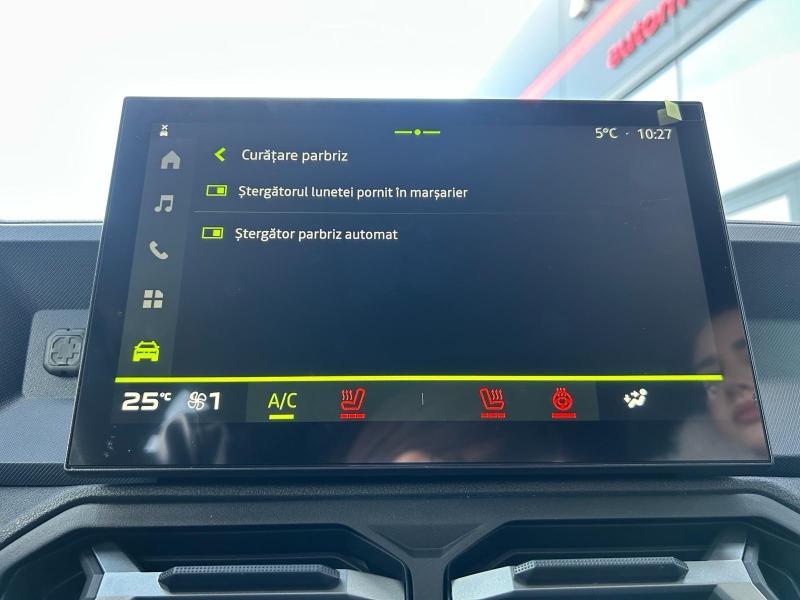 autom
5°C · 10:27
Curățare parbriz
Ștergătorul lunetei pornit în marșarier
Ștergător parbriz automat
25°C 1 A/C